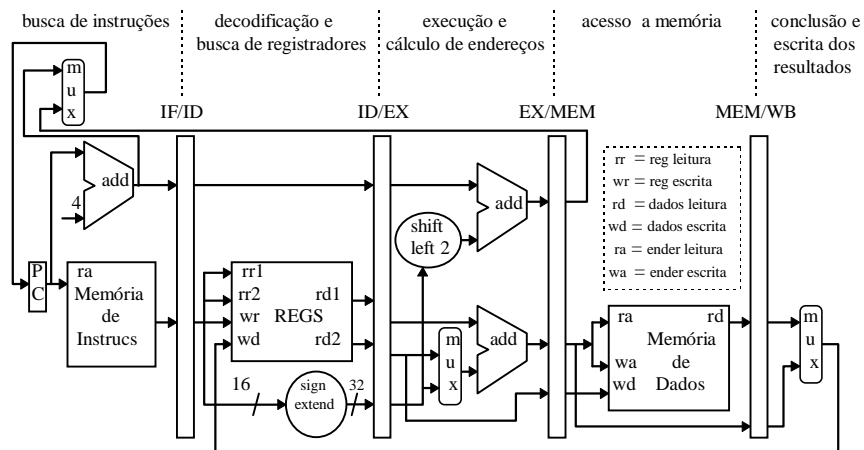 busca de instruções
decodificação e
busca de registradores
execução e
cálculo de endereços
acesso a memória
conclusão e
escrita dos
resultados
m
u
x
IF/ID
ID/EX
EX/MEM
MEM/WB
add
4
add
shift
left 2
rr = reg leitura
wr = reg escrita
rd = dados leitura
wd = dados escrita
ra = ender leitura
wa = ender escrita
P
C
ra
Memória
de
Instrucs
rr1
rr2
wr
wd
rd1
REGS
rd2
m
u
x
add
ra
rd
Memória
wa
de
wd
Dados
m
u
x
16
sign
extend
32